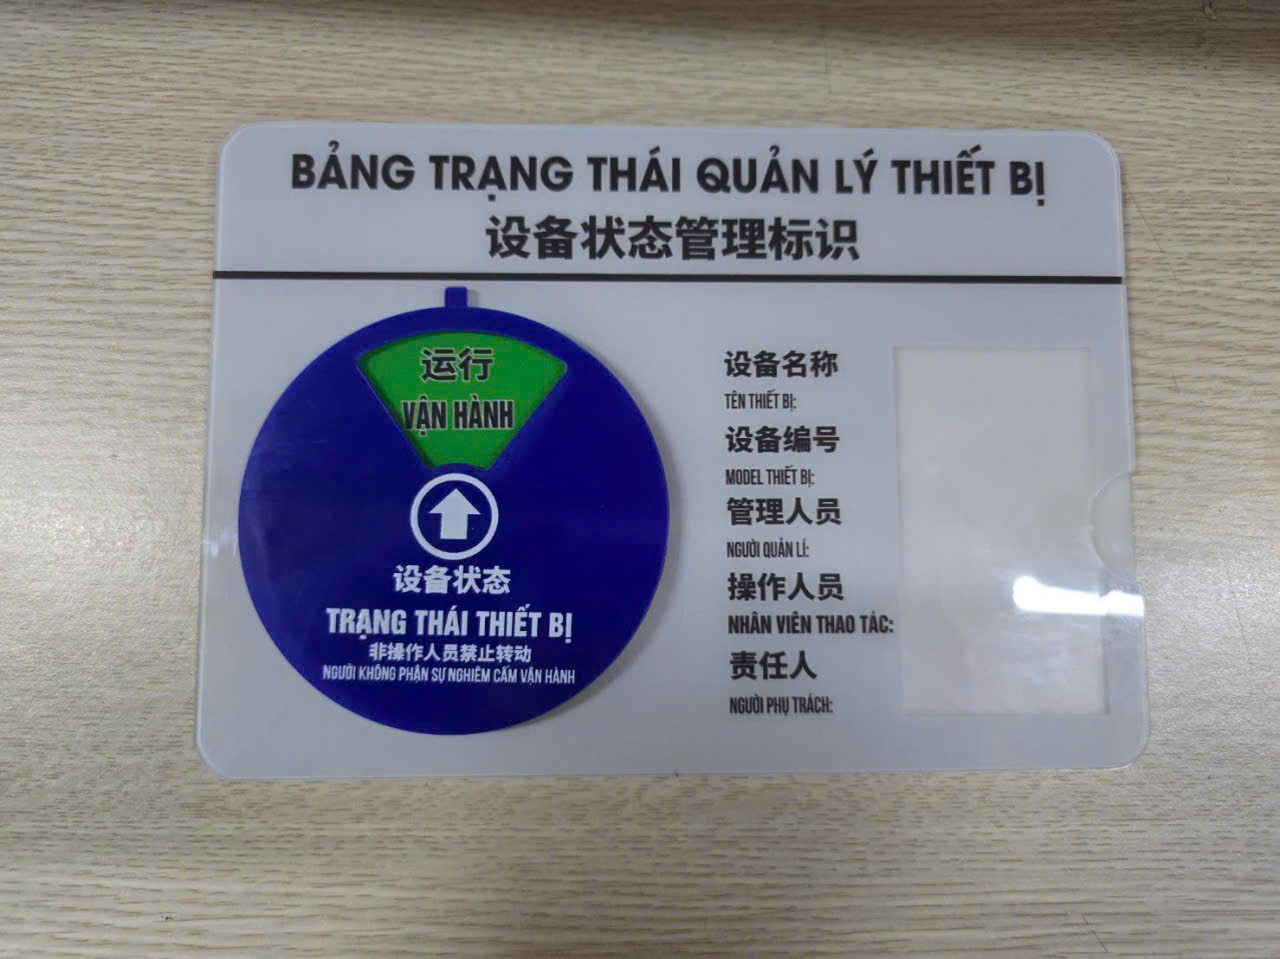 BẢNG TRẠNG THÁI QUẢN LÝ THIẾT BỊ
设备状态管理标识
运行
VẬN HÀNH
设备状态
TRẠNG THÁI THIẾT BỊ
非操作人员禁止转动
NGƯỜI KHÔNG PHẬN SỰ NGHIÊM CẤM VẬN HÀNH
设备名称
TÊN THIẾT BỊ:
设备编号
MODEL THIẾT BỊ:
管理人员
NGƯỜI QUẢN LÍ:
操作人员
NHÂN VIÊN THAO TÁC:
责任人
NGƯỜI PHỤ TRÁCH: